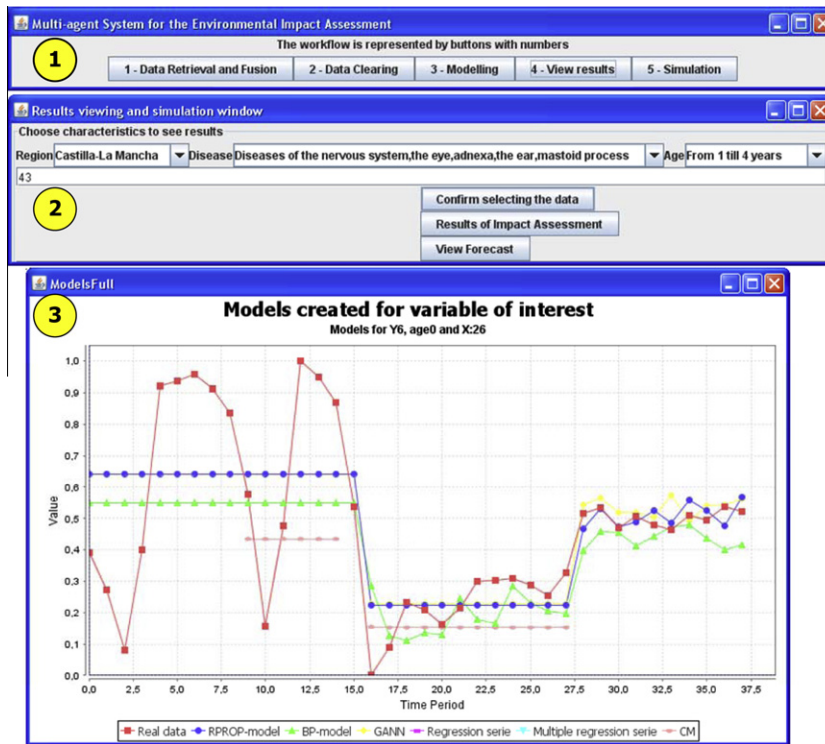 Multi-agent System for the Environmental Impact Assessment
The workflow is represented by buttons with numbers
1
1 - Data Retrieval and Fusion
2 - Data Clearing
3 - Modelling
4 - View results
5 - Simulation
Results viewing and simulation window
Choose characteristics to see results
Region Castilla-La Mancha Disease Diseases of the nervous system,the eye,adnexa,the ear,mastoid process Age From 1 till 4 years
43
2
Confirm selecting the data
Results of Impact Assessment
View Forecast
ModelsFull
3
Models created for variable of interest
Models for Y6, age0 and X:26
1,0
0,9
0,8
0,7
0,6
0,5
0,4
0,3
0,2
0,1
0,0
Value
0,0 2,5 5,0 7,5 10,0 12,5 15,0 17,5 20,0 22,5 25,0 27,5 30,0 32,5 35,0 37,5
Time Period
Real data RPROP-model BP-model GANN Regression serie Multiple regression serie CM